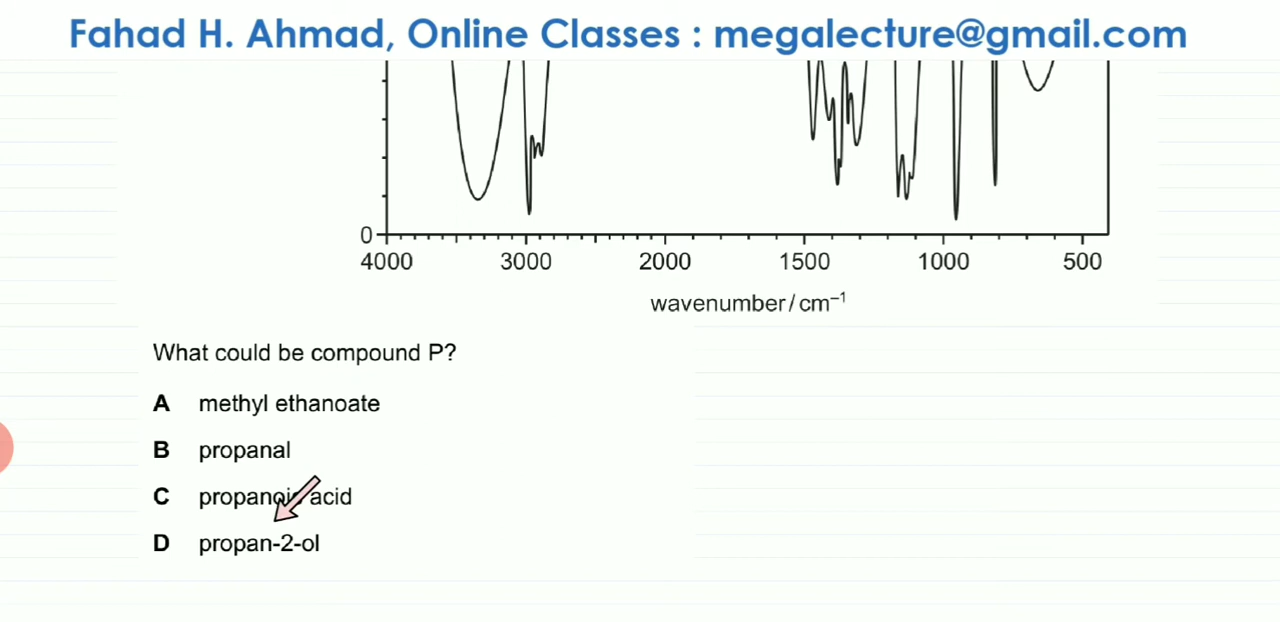 Fahad H. Ahmad, Online Classes : megalecture@gmail.com
0
4000 3000 2000 1500 1000 500
wavenumber / cm⁻¹
What could be compound P?
A methyl ethanoate
B propanal
C propanoic acid
D propan-2-ol